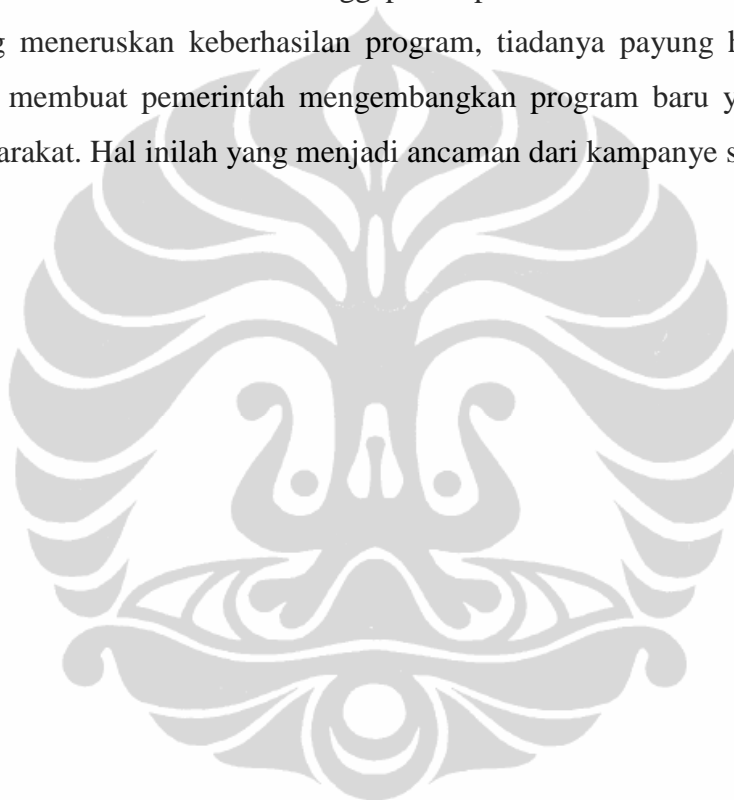 meneruskan keberhasilan program, tiadanya payung
membuat pemerintah mengembangkan program baru
arakat. Hal inilah yang menjadi ancaman dari kampanye